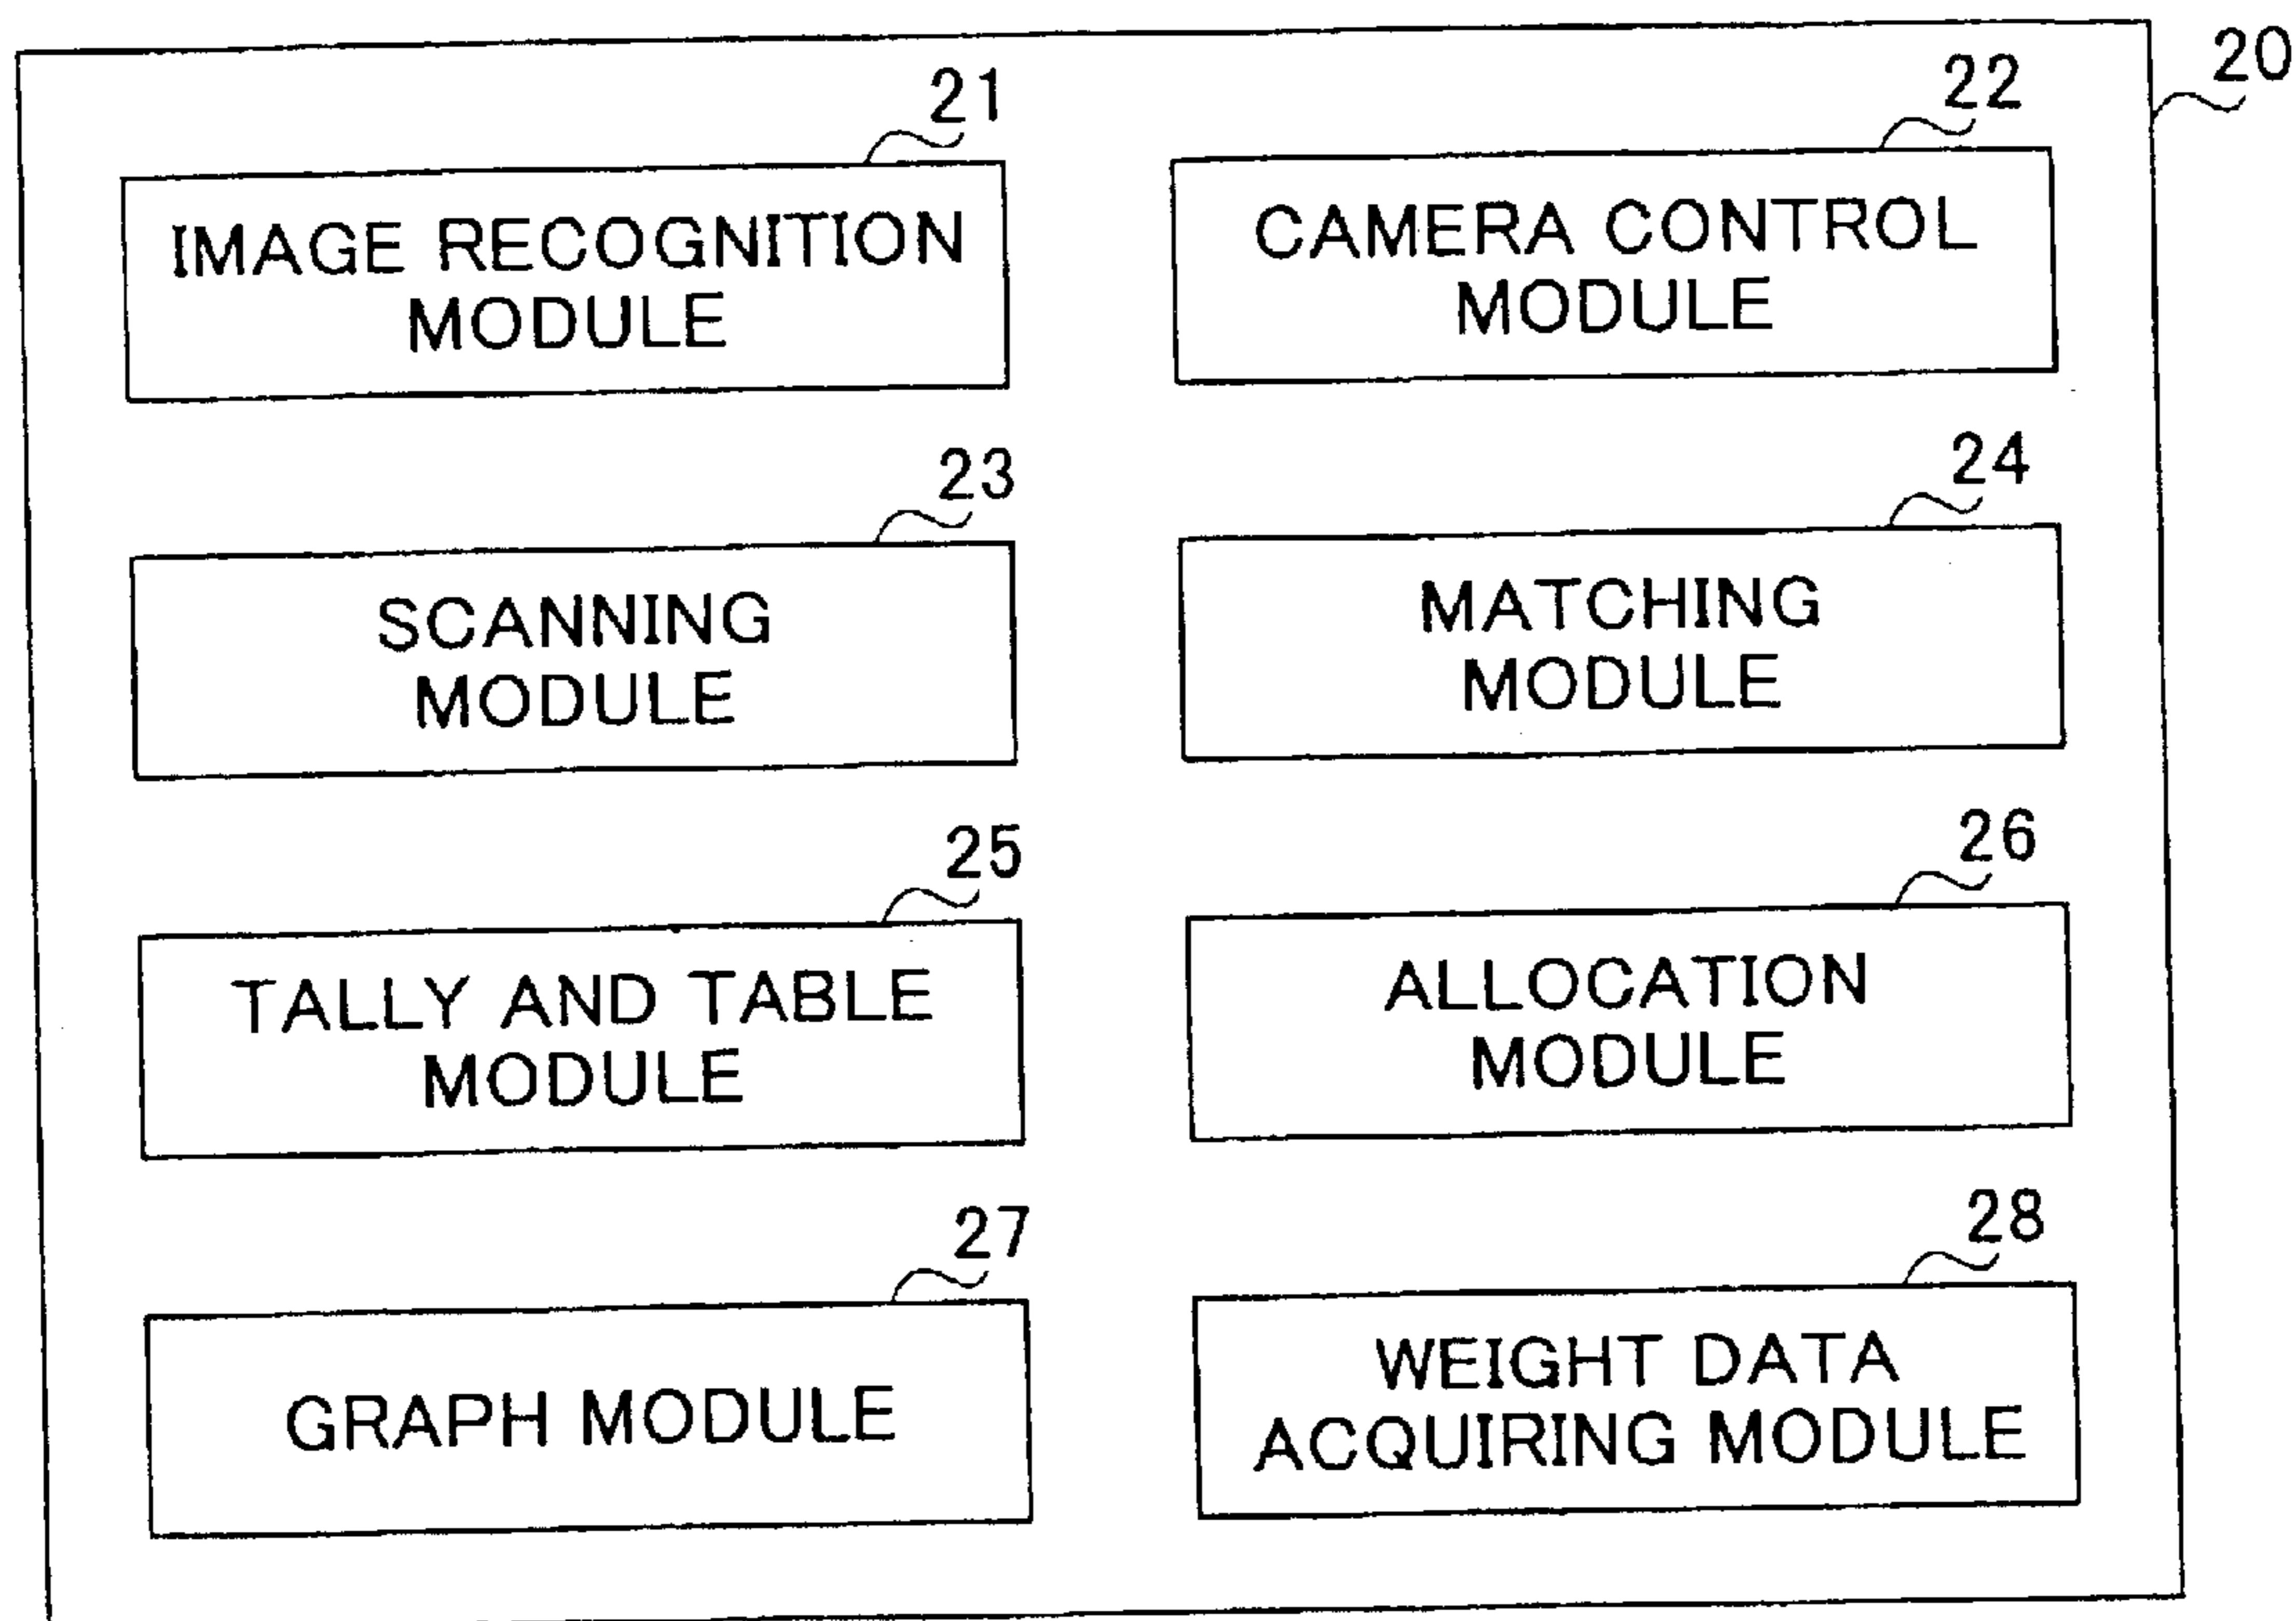 20
21
IMAGE RECOGNITION
MODULE
22
CAMERA CONTROL
MODULE
23
SCANNING
MODULE
24
MATCHING
MODULE
25
TALLY AND TABLE
MODULE
26
ALLOCATION
MODULE
27
GRAPH MODULE
28
WEIGHT DATA
ACQUIRING MODULE